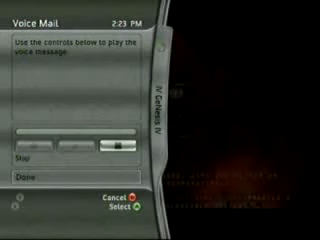 Voice Mail 2:23 PM
Use the controls below to play the
voice message.
IV GeNesis IV
Stop
Done
Cancel B
Select A